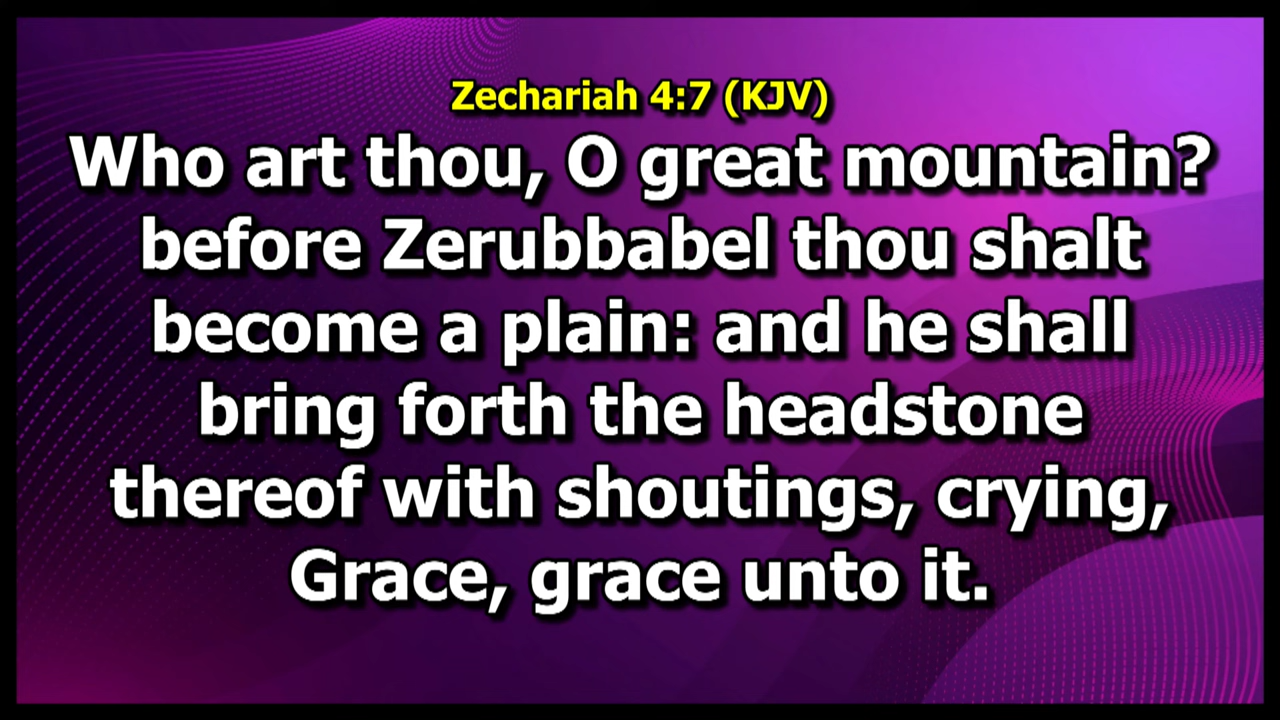 Zechariah 4:7 (KJV)
Who art thou, O great mountain?
before Zerubbabel thou shalt
become a plain: and he shall
bring forth the headstone
thereof with shoutings, crying,
Grace, grace unto it.